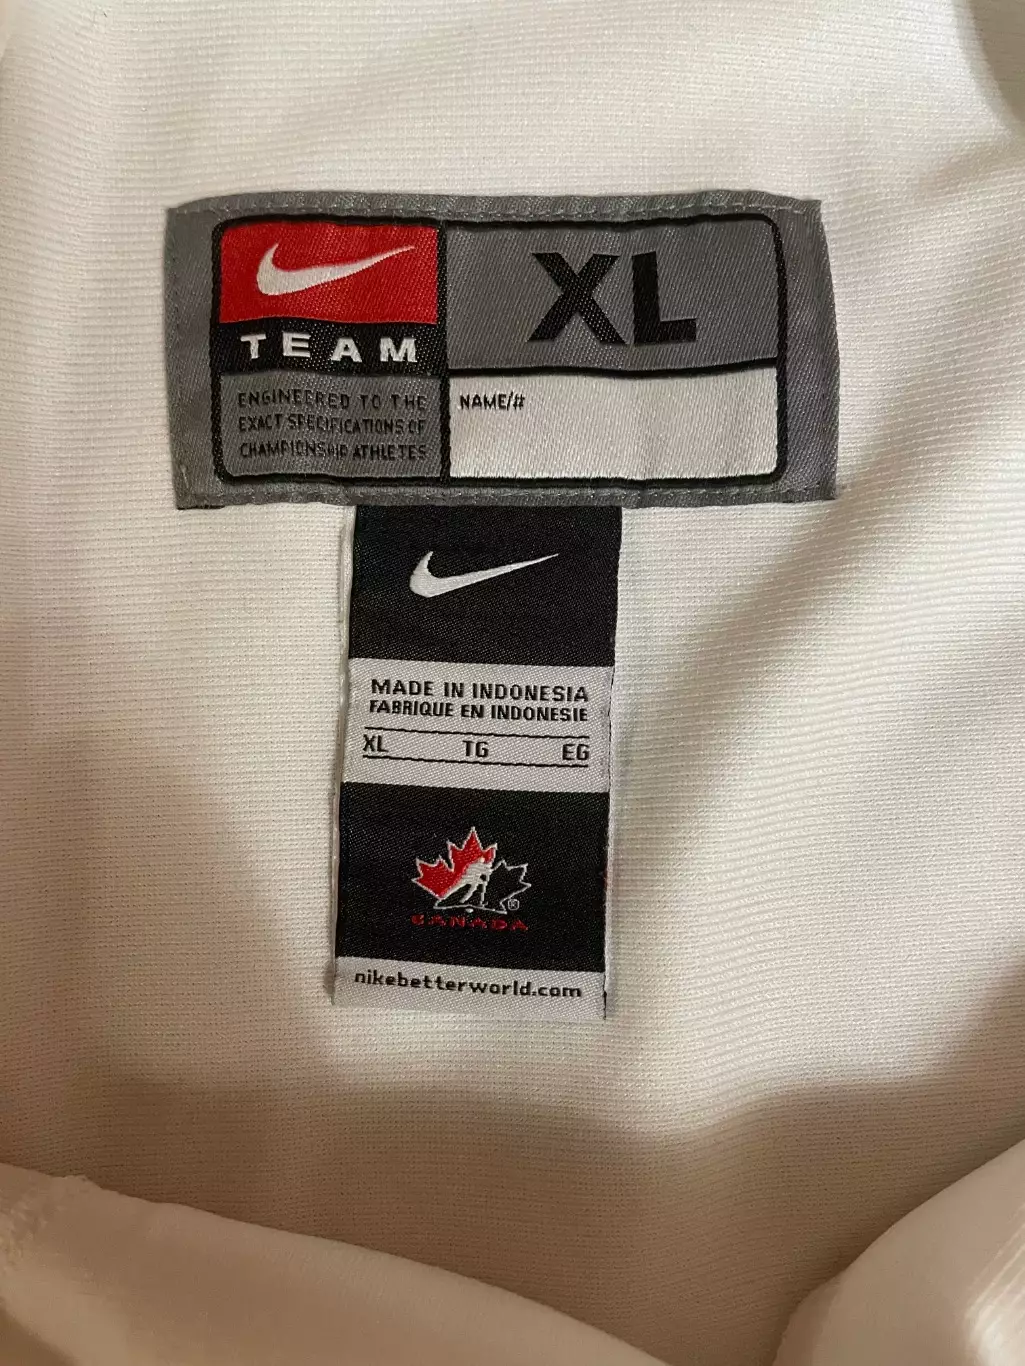 TEAM
XL
ENGINEERED TO THE
EXACT SPECIFICATIONS OF
CHAMPIONSHIP ATHLETES
NAME/#
MADE IN INDONESIA
FABRIQUE EN INDONESIE
XL TG EG
®
CANADA
nikebetterworld.com